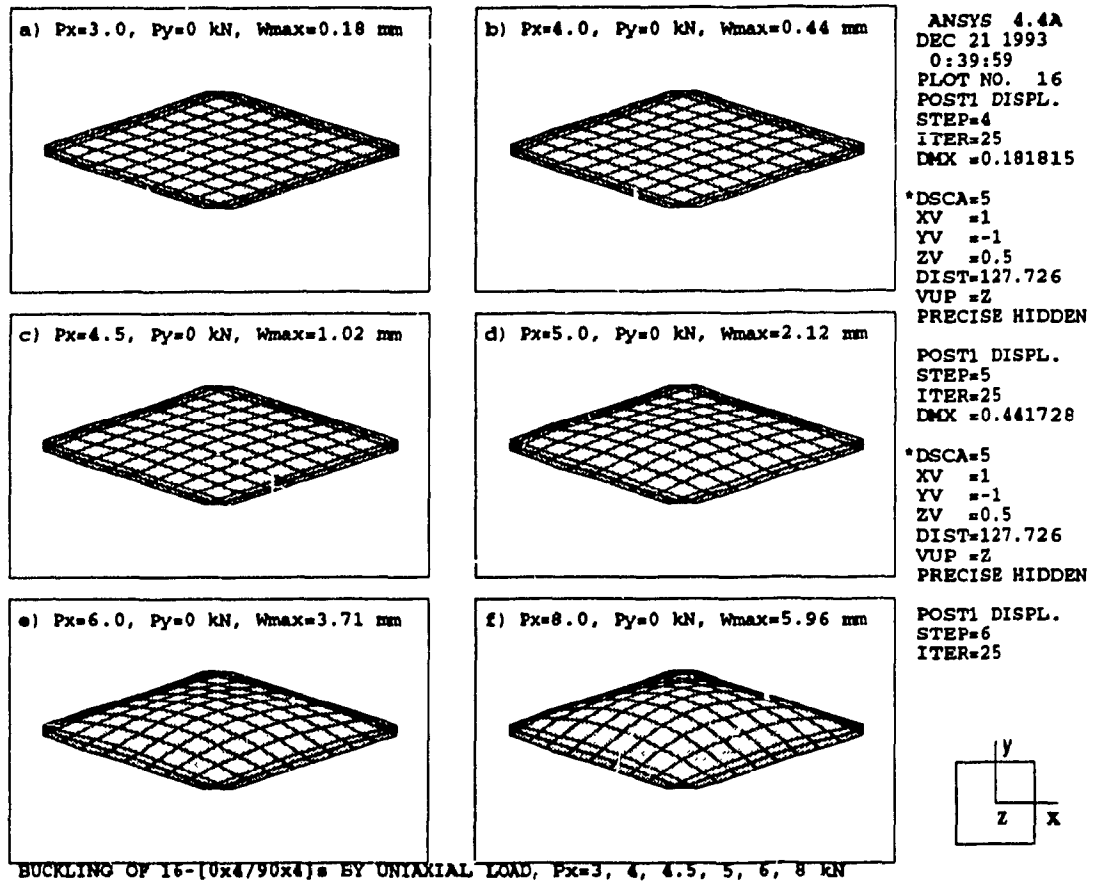 a) Px=3.0, Py=0 kN, Wmax=0.18 mm
b) Px=4.0, Py=0 kN, Wmax=0.44 mm
c) Px=4.5, Py=0 kN, Wmax=1.02 mm
d) Px=5.0, Py=0 kN, Wmax=2.12 mm
e) Px=6.0, Py=0 kN, Wmax=3.71 mm
f) Px=8.0, Py=0 kN, Wmax=5.96 mm
BUCKLING OF 16-[0x4/90x4]s BY UNIAXIAL LOAD, Px=3, 4, 4.5, 5, 6, 8 kN
ANSYS 4.4A
DEC 21 1993
0:39:59
PLOT NO. 16
POST1 DISPL.
STEP=4
ITER=25
DMX =0.181815
*DSCA=5
XV =1
YV =-1
ZV =0.5
DIST=127.726
VUP =Z
PRECISE HIDDEN
POST1 DISPL.
STEP=5
ITER=25
DMX =0.441728
*DSCA=5
XV =1
YV =-1
ZV =0.5
DIST=127.726
VUP =Z
PRECISE HIDDEN
POST1 DISPL.
STEP=6
ITER=25
y
z x